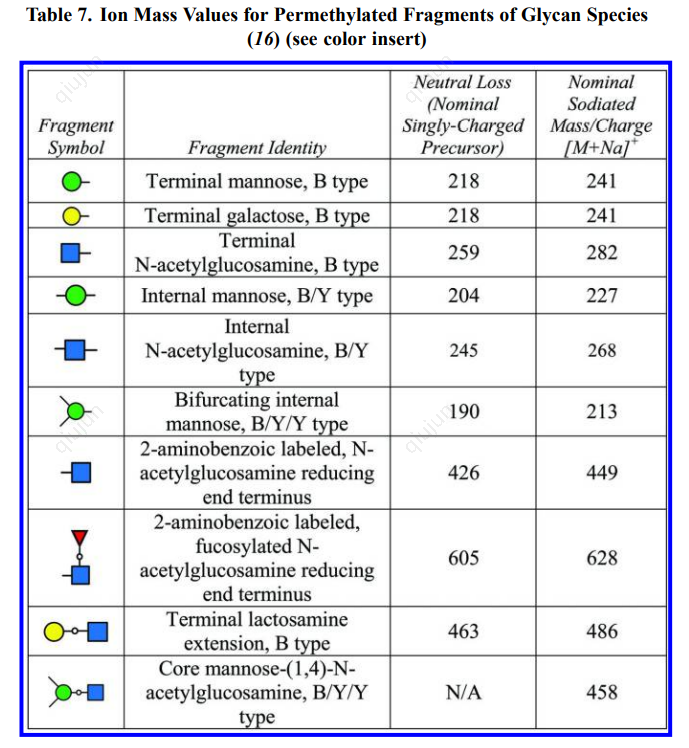 Table 7. Ion Mass Values for Permethylated Fragments of Glycan Species
(16) (see color insert)
Fragment
Symbol
Fragment Identity
Neutral Loss
(Nominal
Singly-Charged
Precursor)
Nominal
Sodiated
Mass/Charge
[M+Na]+
Terminal mannose, B type
218
241
Terminal galactose, B type
218
241
Terminal
N-acetylglucosamine, B type
259
282
Internal mannose, B/Y type
204
227
Internal
N-acetylglucosamine, B/Y
type
245
268
Bifurcating internal
mannose, B/Y/Y type
190
213
2-aminobenzoic labeled, N-
acetylglucosamine reducing
end terminus
426
449
2-aminobenzoic labeled,
fucosylated N-
acetylglucosamine reducing
end terminus
605
628
Terminal lactosamine
extension, B type
463
486
Core mannose-(1,4)-N-
acetylglucosamine, B/Y/Y
type
N/A
458
qiujun
qiujun
qiujun
qiujun